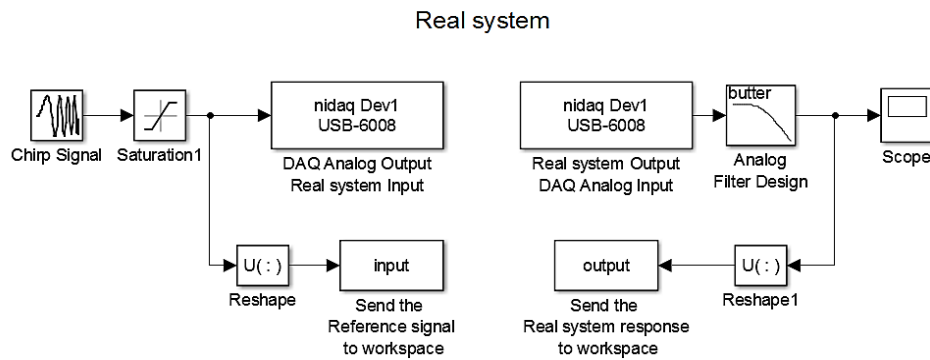 Real system
Chirp Signal
Saturation1
nidaq Dev1
USB-6008
DAQ Analog Output
Real system Input
nidaq Dev1
USB-6008
Real system Output
DAQ Analog Input
butter
Analog
Filter Design
Scope
U( : )
Reshape
input
Send the
Reference signal
to workspace
output
Send the
Real system response
to workspace
U( : )
Reshape1